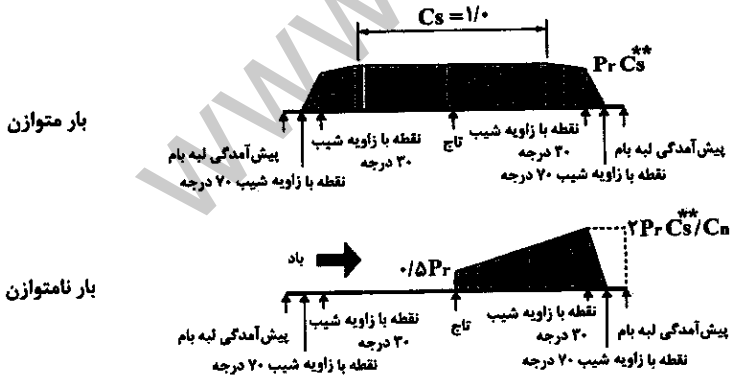 Cs = ۱/۰
Pr Cs**
بار متوازن
پیش‌آمدگی لبه بام
نقطه با زاویه شیب ۷۰ درجه
نقطه با زاویه شیب
۳۰ درجه
تاج
نقطه با زاویه شیب
۳۰ درجه
پیش‌آمدگی لبه بام
نقطه با زاویه شیب ۷۰ درجه
۲Pr Cs**/Cn
باد
۰/۵Pr
بار نامتوازن
پیش‌آمدگی لبه بام
نقطه با زاویه شیب ۷۰ درجه
نقطه با زاویه شیب
۳۰ درجه
تاج
نقطه با زاویه شیب
۳۰ درجه
پیش‌آمدگی لبه بام
نقطه با زاویه شیب ۷۰ درجه
www